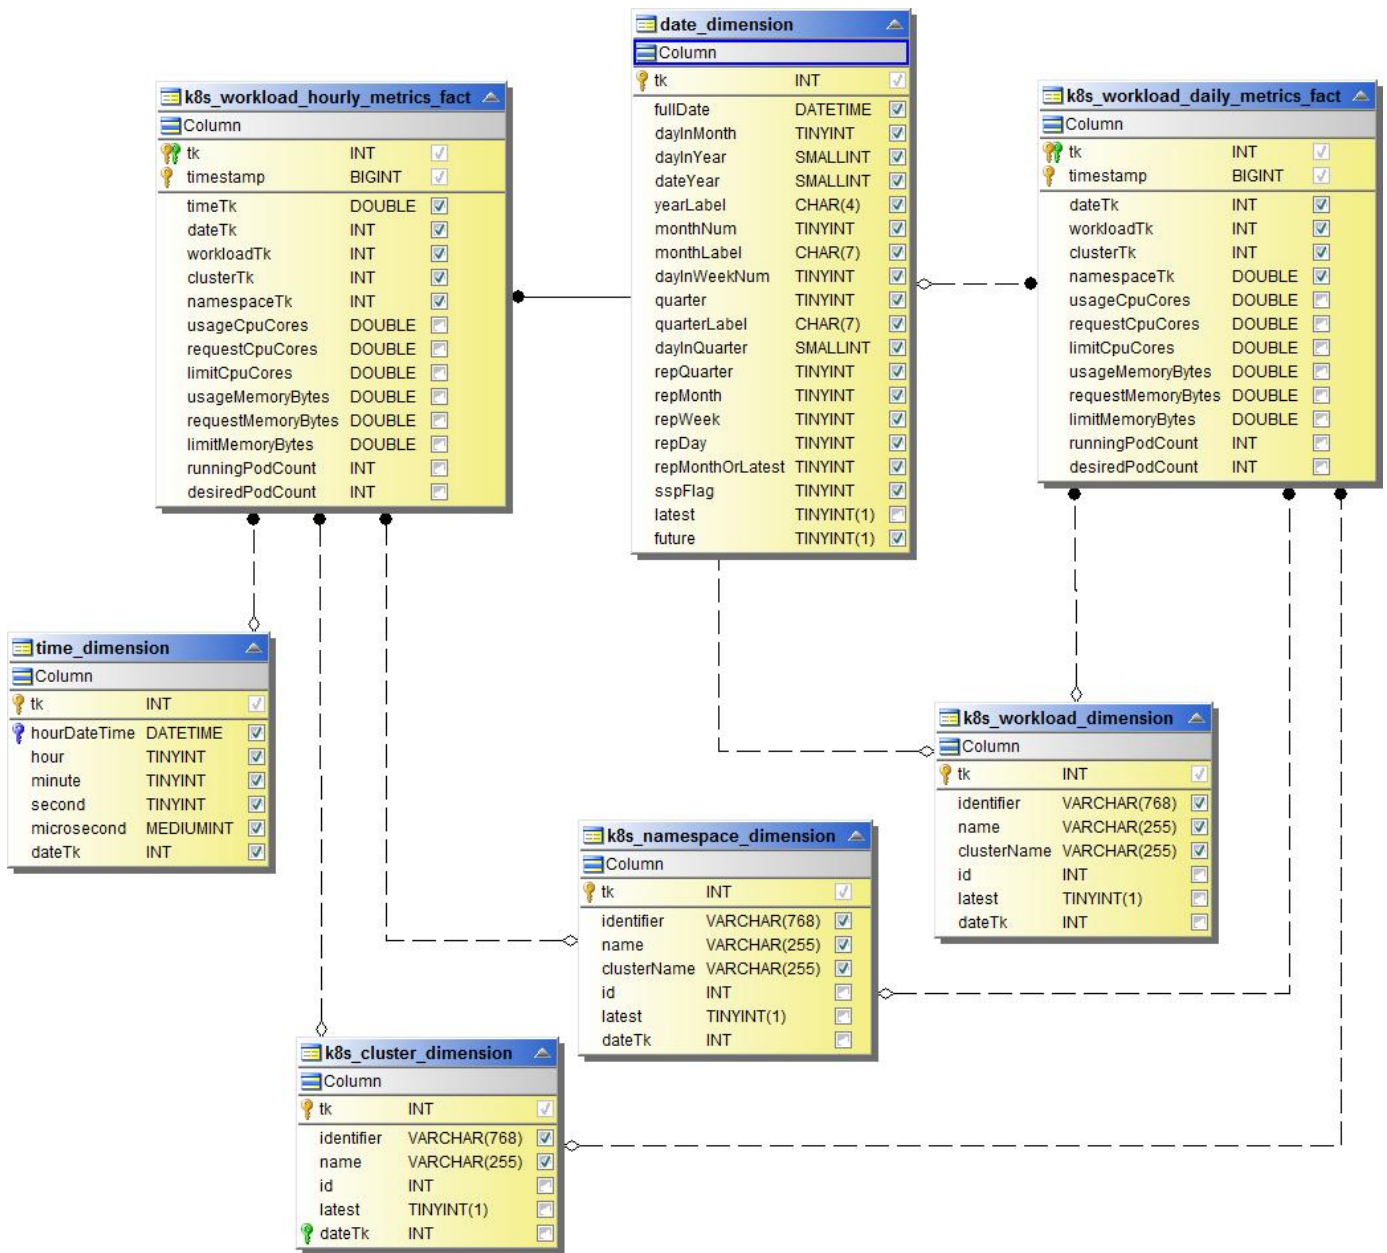 date_dimension
Column
tk INT
fullDate DATETIME
dayInMonth TINYINT
dayInYear SMALLINT
dateYear SMALLINT
yearLabel CHAR(4)
monthNum TINYINT
monthLabel CHAR(7)
dayInWeekNum TINYINT
quarter TINYINT
quarterLabel CHAR(7)
dayInQuarter SMALLINT
repQuarter TINYINT
repMonth TINYINT
repWeek TINYINT
repDay TINYINT
repMonthOrLatest TINYINT
sspFlag TINYINT
latest TINYINT(1)
future TINYINT(1)
k8s_workload_hourly_metrics_fact
Column
tk INT
timestamp BIGINT
timeTk DOUBLE
dateTk INT
workloadTk INT
clusterTk INT
namespaceTk INT
usageCpuCores DOUBLE
requestCpuCores DOUBLE
limitCpuCores DOUBLE
usageMemoryBytes DOUBLE
requestMemoryBytes DOUBLE
limitMemoryBytes DOUBLE
runningPodCount INT
desiredPodCount INT
k8s_workload_daily_metrics_fact
Column
tk INT
timestamp BIGINT
dateTk INT
workloadTk INT
clusterTk INT
namespaceTk DOUBLE
usageCpuCores DOUBLE
requestCpuCores DOUBLE
limitCpuCores DOUBLE
usageMemoryBytes DOUBLE
requestMemoryBytes DOUBLE
limitMemoryBytes DOUBLE
runningPodCount INT
desiredPodCount INT
time_dimension
Column
tk INT
hourDateTime DATETIME
hour TINYINT
minute TINYINT
second TINYINT
microsecond MEDIUMINT
dateTk INT
k8s_workload_dimension
Column
tk INT
identifier VARCHAR(768)
name VARCHAR(255)
clusterName VARCHAR(255)
id INT
latest TINYINT(1)
dateTk INT
k8s_namespace_dimension
Column
tk INT
identifier VARCHAR(768)
name VARCHAR(255)
clusterName VARCHAR(255)
id INT
latest TINYINT(1)
dateTk INT
k8s_cluster_dimension
Column
tk INT
identifier VARCHAR(768)
name VARCHAR(255)
id INT
latest TINYINT(1)
dateTk INT